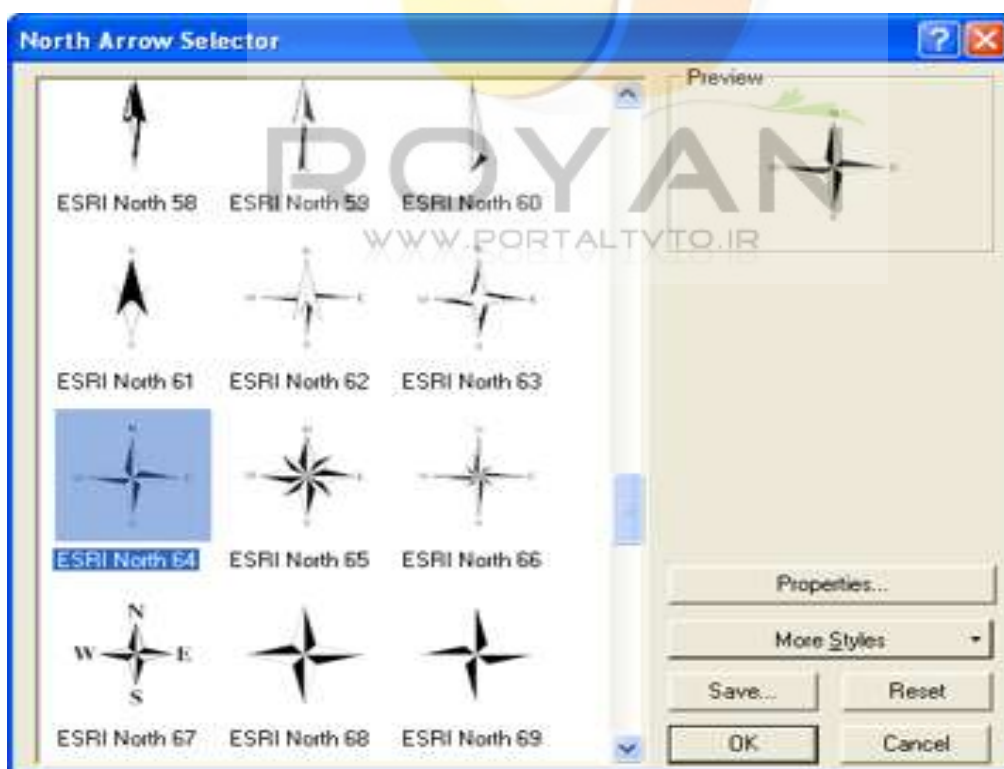 North Arrow Selector
Preview
ROYAN
WWW.PORTALTVTO.IR
ESRI North 58 ESRI North 59 ESRI North 60
ESRI North 61 ESRI North 62 ESRI North 63
ESRI North 64 ESRI North 65 ESRI North 66
N
W E
S
ESRI North 67 ESRI North 68 ESRI North 69
Properties...
More Styles
Save... Reset
OK Cancel